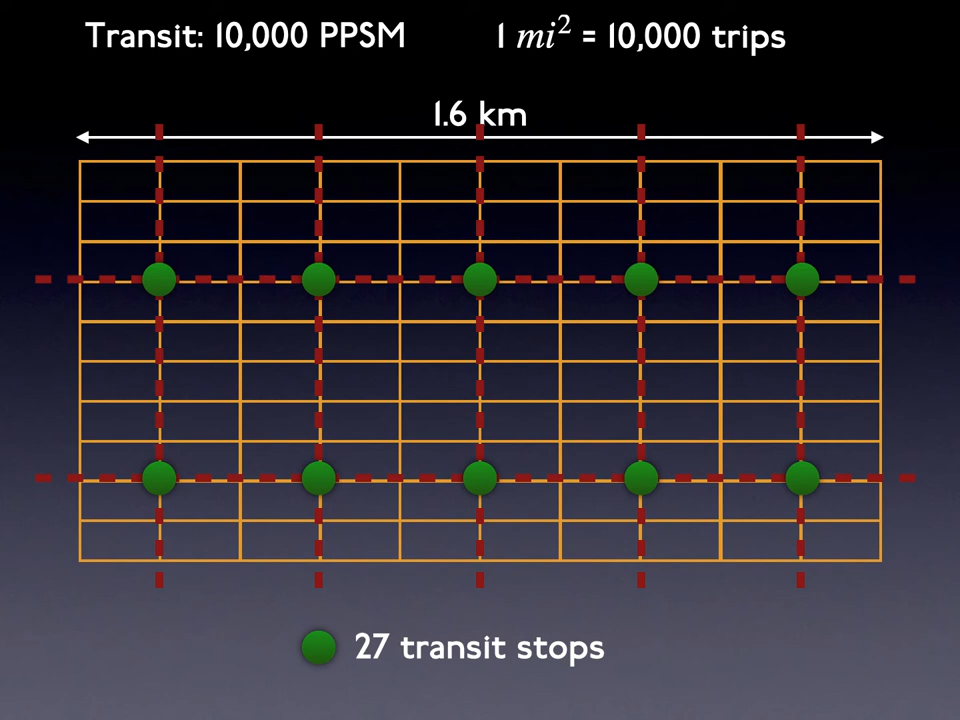 Transit: 10,000 PPSM
1 mi² = 10,000 trips
1.6 km
27 transit stops